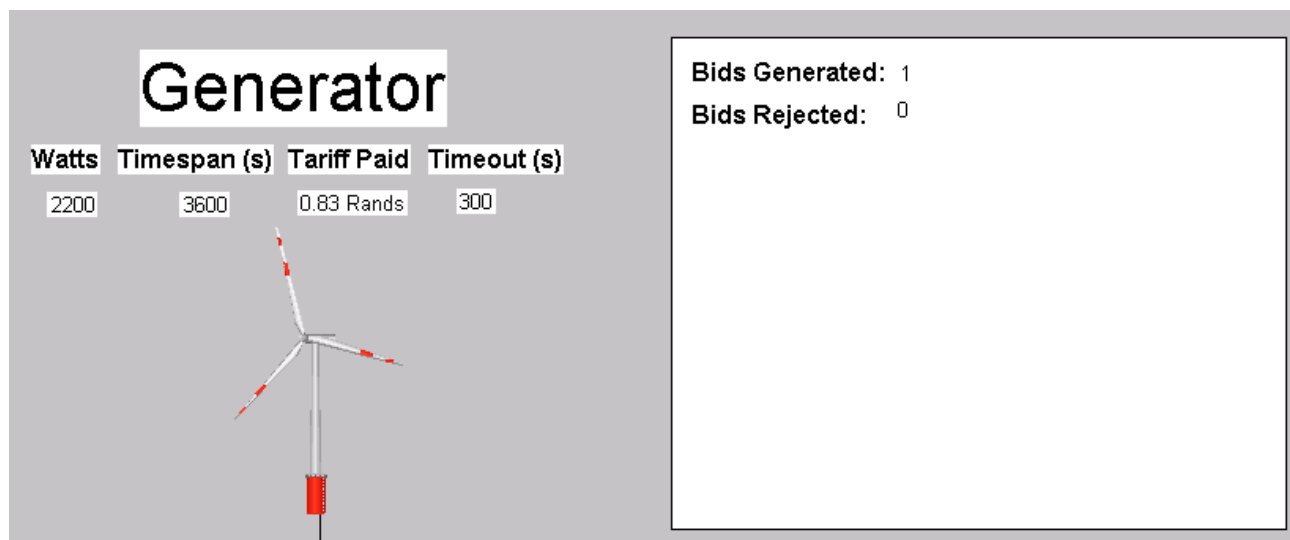 Generator
Watts Timespan (s) Tariff Paid Timeout (s)
2200 3600 0.83 Rands 300
Bids Generated: 1
Bids Rejected: 0